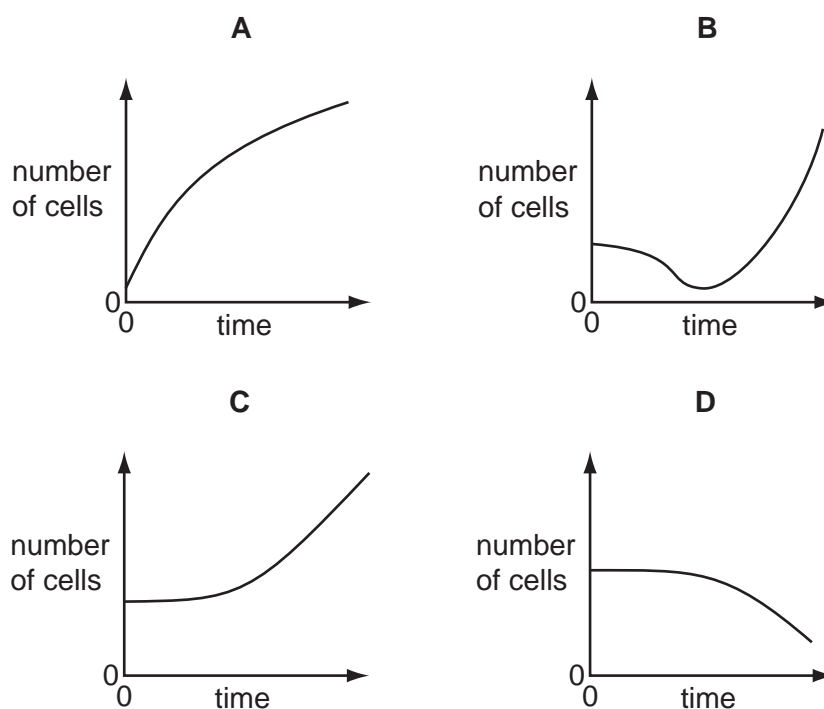 A
B
number
of cells
0
0
time
number
of cells
0
0
time
C
D
number
of cells
0
0
time
number
of cells
0
0
time